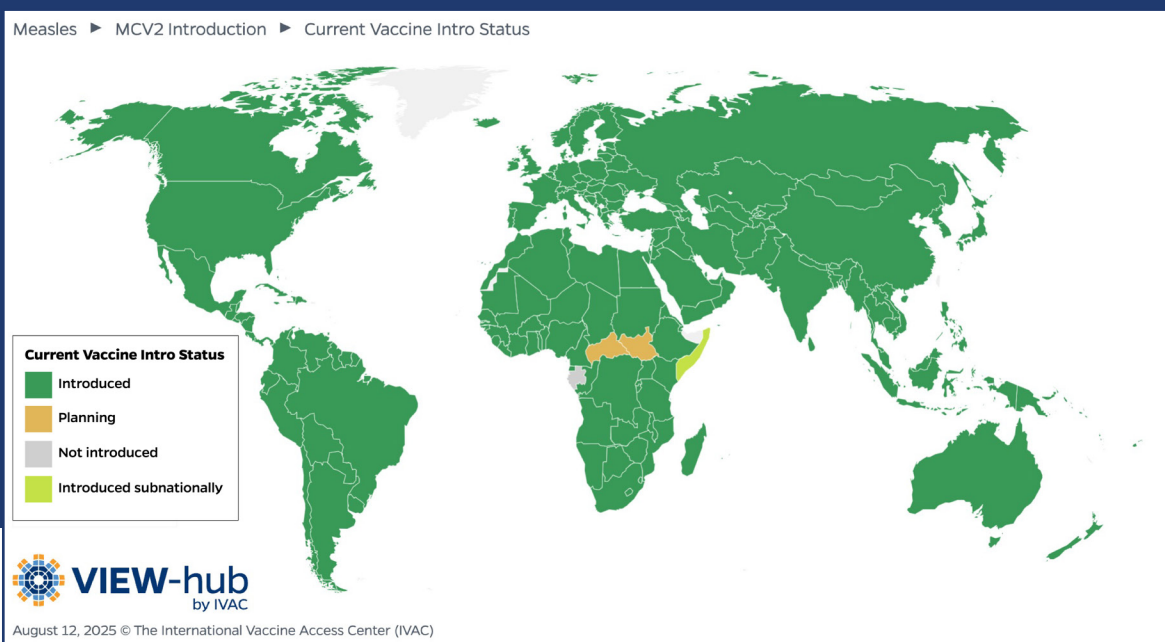 Measles ► MCV2 Introduction ► Current Vaccine Intro Status
Current Vaccine Intro Status
Introduced
Planning
Not introduced
Introduced subnationally
VIEW-hub
by IVAC
August 12, 2025 © The International Vaccine Access Center (IVAC)